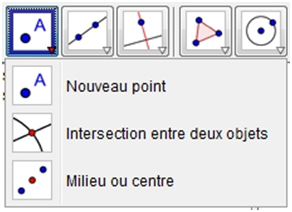 A
A
Nouveau point
Intersection entre deux objets
Milieu ou centre